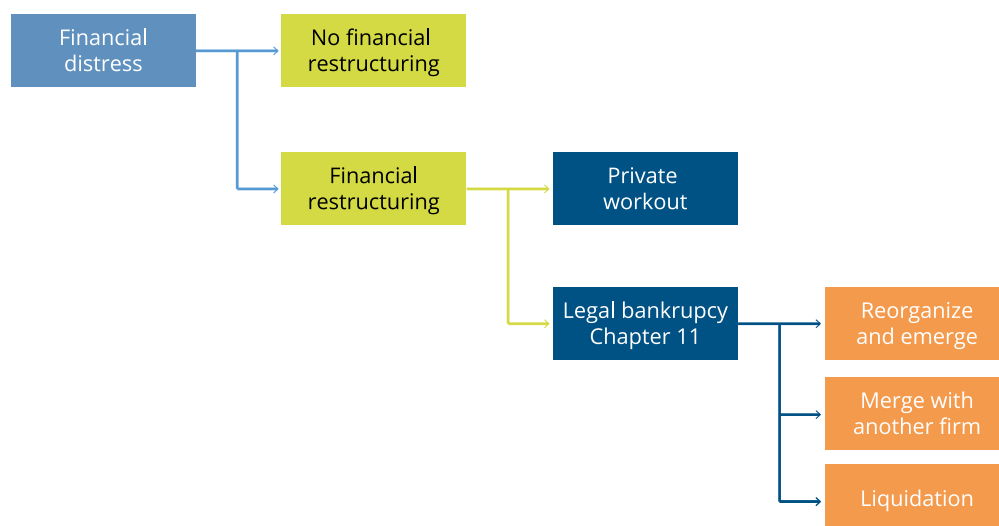 Financial
distress
No financial
restructuring
Financial
restructuring
Private
workout
Legal bankrupcy
Chapter 11
Reorganize
and emerge
Merge with
another firm
Liquidation